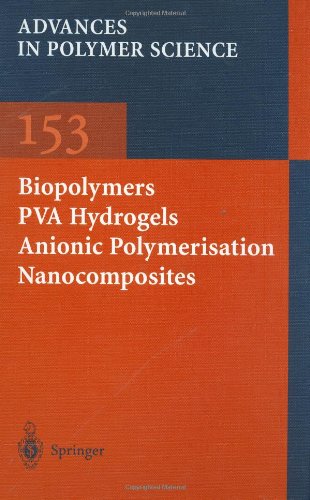 ADVANCES
IN POLYMER SCIENCE
153
Biopolymers
PVA Hydrogels
Anionic Polymerisation
Nanocomposites
Springer